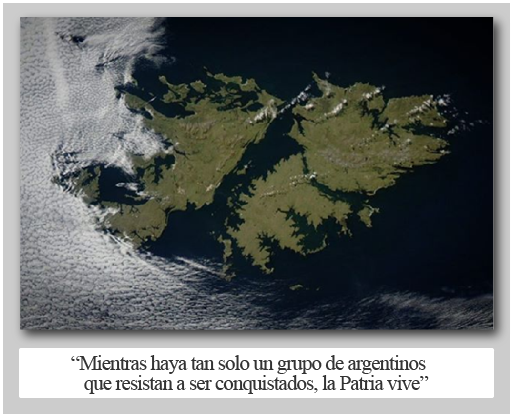 “Mientras haya tan solo un grupo de argentinos
que resistan a ser conquistados, la Patria vive”